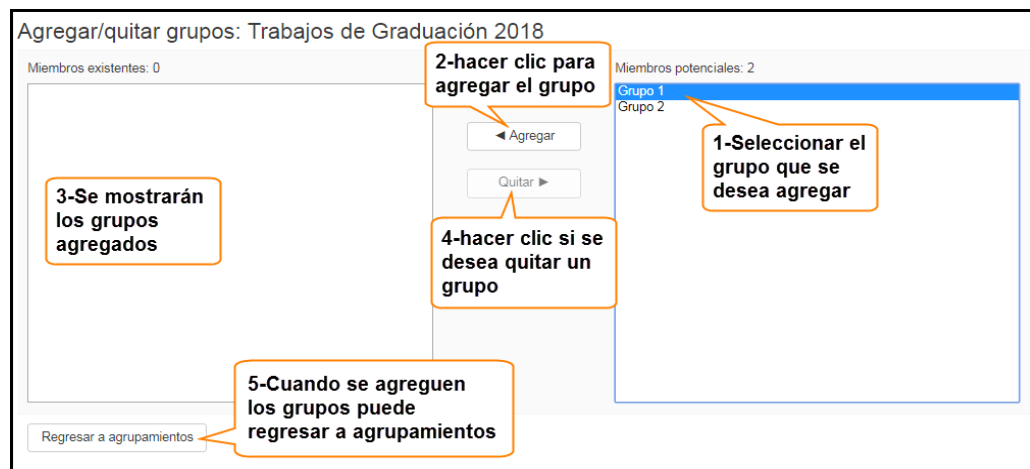 Agregar/quitar grupos: Trabajos de Graduación 2018
Miembros existentes: 0
2-hacer clic para
agregar el grupo
Miembros potenciales: 2
Grupo 1
Grupo 2
◄ Agregar
1-Seleccionar el
grupo que se
desea agregar
Quitar ►
3-Se mostrarán
los grupos
agregados
4-hacer clic si se
desea quitar un
grupo
5-Cuando se agreguen
los grupos puede
regresar a agrupamientos
Regresar a agrupamientos